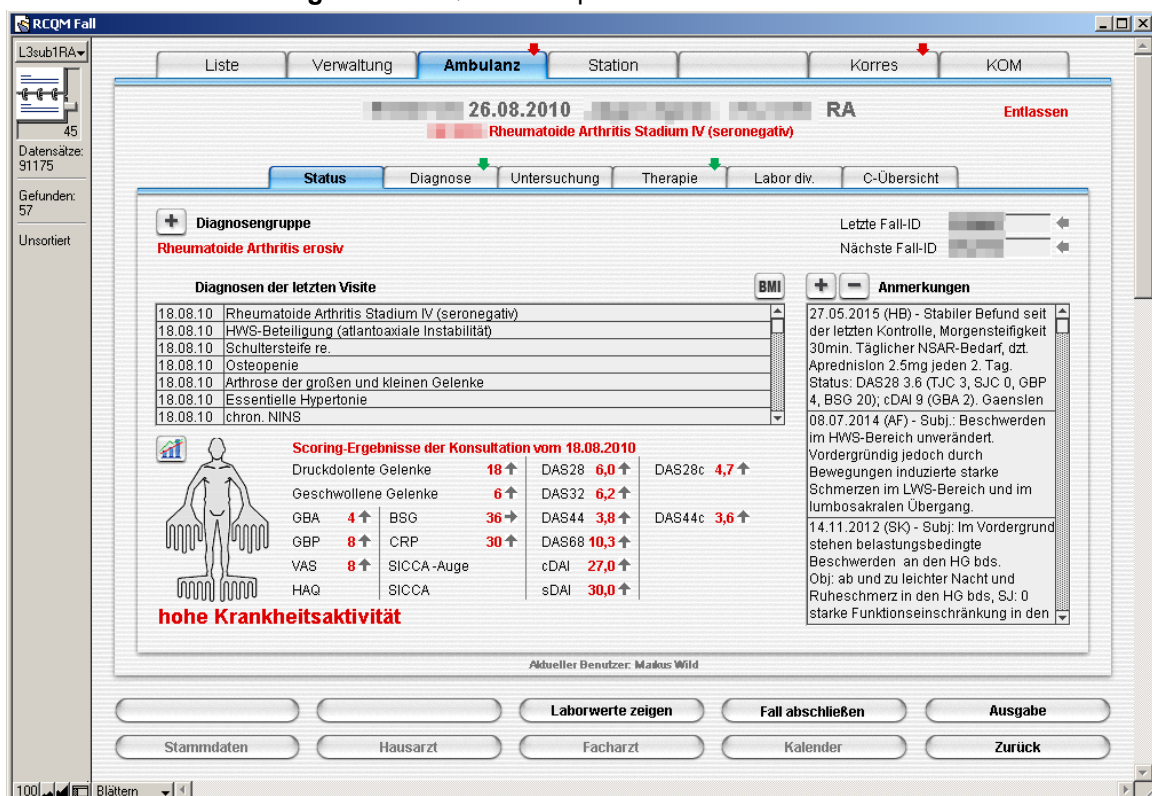 RCQM Fall
L3sub1RA
45
Datensätze:
91175
Gefunden:
57
Unsortiert
Liste Verwaltung Ambulanz Station Korres KOM
26.08.2010 RA Entlassen
Rheumatoide Arthritis Stadium IV (seronegativ)
Status Diagnose Untersuchung Therapie Labor div. C-Übersicht
+ Diagnosengruppe
Rheumatoide Arthritis erosiv
Letzte Fall-ID
Nächste Fall-ID
Diagnosen der letzten Visite BMI
18.08.10 Rheumatoide Arthritis Stadium IV (seronegativ)
18.08.10 HWS-Beteiligung (atlantoaxiale Instabilität)
18.08.10 Schultersteife re.
18.08.10 Osteopenie
18.08.10 Arthrose der großen und kleinen Gelenke
18.08.10 Essentielle Hypertonie
18.08.10 chron. NINS
+ − Anmerkungen
27.05.2015 (HB) - Stabiler Befund seit
der letzten Kontrolle, Morgensteifigkeit
30min. Täglicher NSAR-Bedarf, dzt.
Aprednislon 2.5mg jeden 2. Tag.
Status: DAS28 3.6 (TJC 3, SJC 0, GBP
4, BSG 20); cDAI 9 (GBA 2). Gaenslen
08.07.2014 (AF) - Subj.: Beschwerden
im HWS-Bereich unverändert.
Vordergründig jedoch durch
Bewegungen induzierte starke
Schmerzen im LWS-Bereich und im
lumbosakralen Übergang.
14.11.2012 (SK) - Subj: Im Vordergrund
stehen belastungsbedingte
Beschwerden an den HG bds.
Obj: ab und zu leichter Nacht und
Ruheschmerz in den HG bds, SJ: 0
starke Funktionseinschränkung in den
Scoring-Ergebnisse der Konsultation vom 18.08.2010
Druckdolente Gelenke 18 DAS28 6,0 DAS28c 4,7
Geschwollene Gelenke 6 DAS32 6,2
GBA 4 BSG 36 DAS44 3,8 DAS44c 3,6
GBP 8 CRP 30 DAS68 10,3
VAS 8 SICCA-Auge cDAI 27,0
HAQ SICCA sDAI 30,0
hohe Krankheitsaktivität
Aktueller Benutzer: Markus Wild
Laborwerte zeigen Fall abschließen Ausgabe
Stammdaten Hausarzt Facharzt Kalender Zurück
100 Blättern